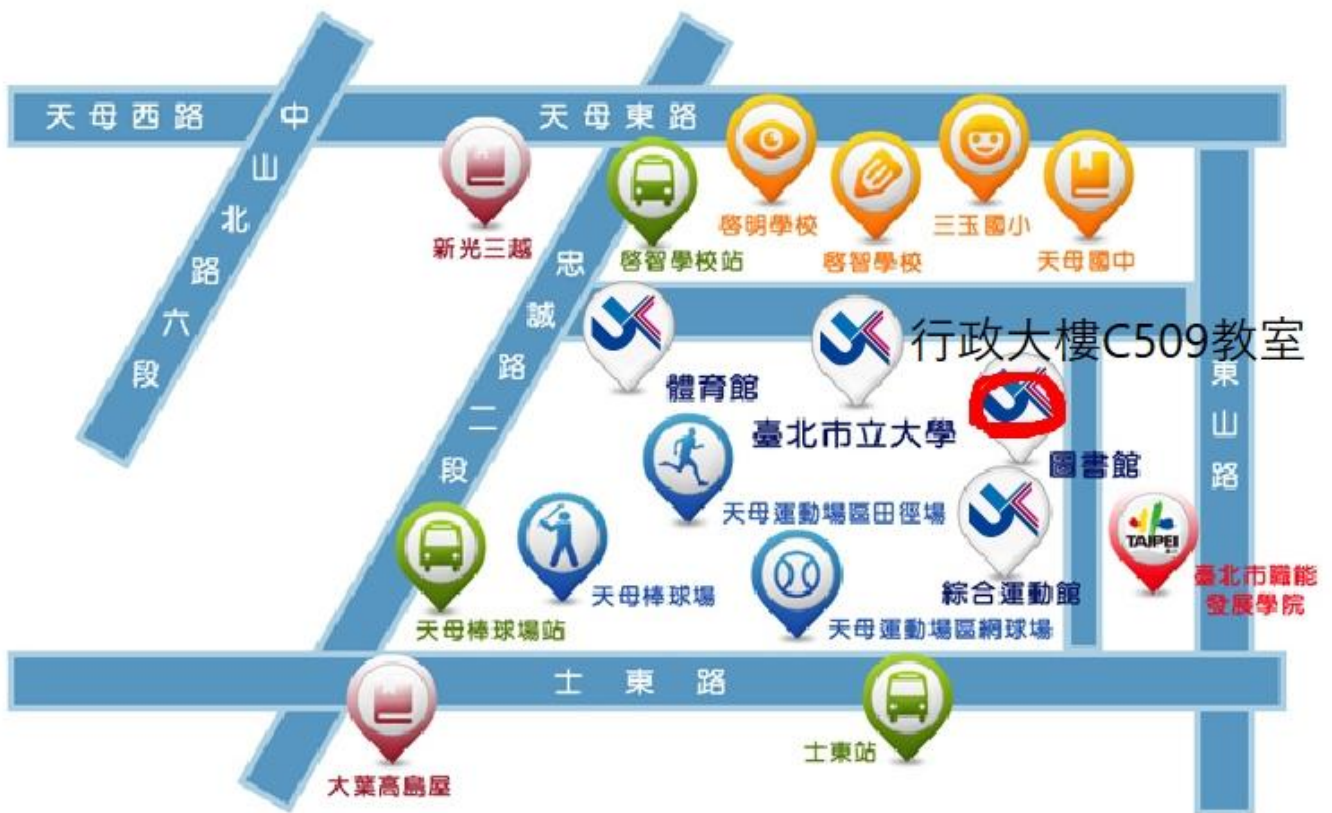 天母西路
中山北路六段
天母東路
新光三越
啓智學校站
啓明學校
啓智學校
三玉國小
天母國中
忠誠路二段
行政大樓C509教室
體育館
臺北市立大學
圖書館
東山路
天母運動場區田徑場
TAIPEI
天母棒球場
綜合運動館
臺北市職能
發展學院
天母棒球場站
天母運動場區網球場
士東路
士東站
大葉高島屋